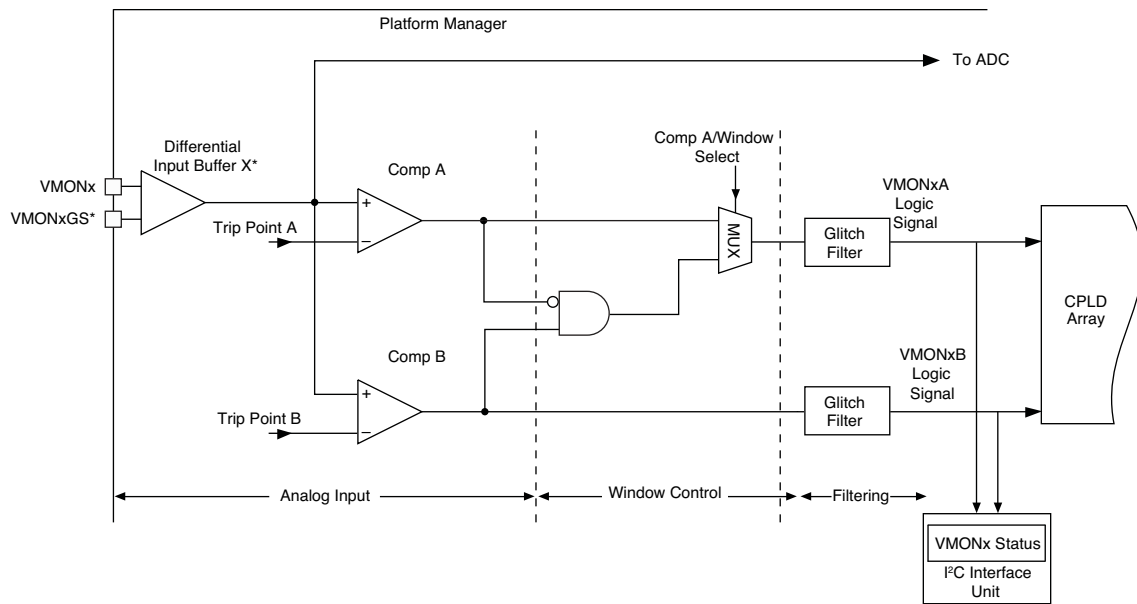 Platform Manager
To ADC
Differential
Input Buffer X*
Comp A/Window
Select
Comp A
VMONx
VMONxGS*
VMONxA
Logic
Signal
+
–
Trip Point A
MUX
Glitch
Filter
CPLD
Array
Comp B
VMONxB
Logic
Signal
+
–
Trip Point B
Glitch
Filter
Analog Input
Window Control
Filtering
VMONx Status
I²C Interface
Unit